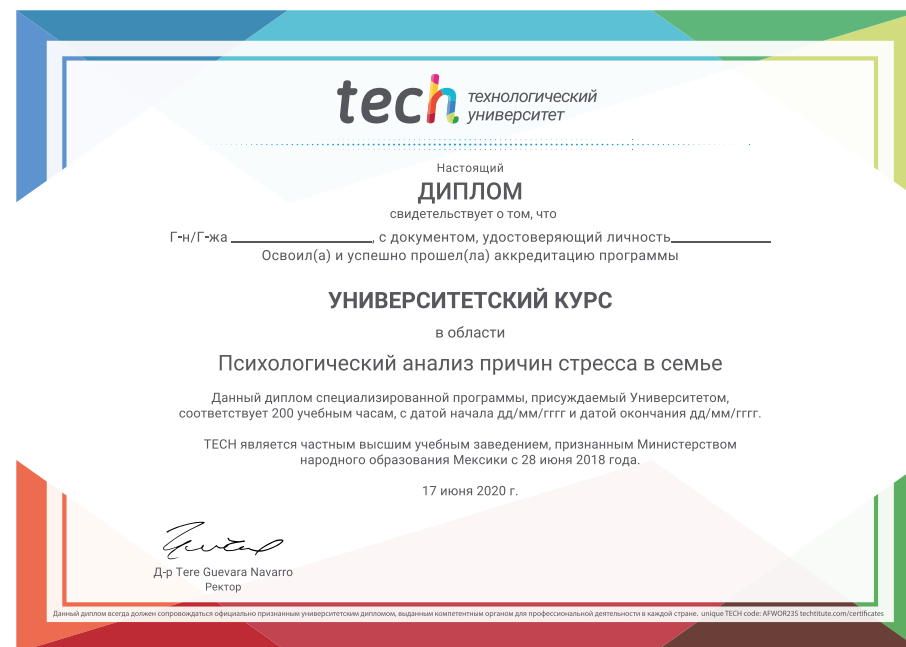 tech технологический
университет
Настоящий
ДИПЛОМ
свидетельствует о том, что
Г-н/Г-жа ____________________, с документом, удостоверяющий личность______________
Освоил(а) и успешно прошел(ла) аккредитацию программы
УНИВЕРСИТЕТСКИЙ КУРС
в области
Психологический анализ причин стресса в семье
Данный диплом специализированной программы, присуждаемый Университетом,
соответствует 200 учебным часам, с датой начала дд/мм/гггг и датой окончания дд/мм/гггг.
TECH является частным высшим учебным заведением, признанным Министерством
народного образования Мексики с 28 июня 2018 года.
17 июня 2020 г.
Д-р Tere Guevara Navarro
Ректор
Данный диплом всегда должен сопровождаться официально признанным университетским дипломом, выданным компетентным органом для профессиональной деятельности в каждой стране. unique TECH code: AFWOR23S techtitute.com/certificates